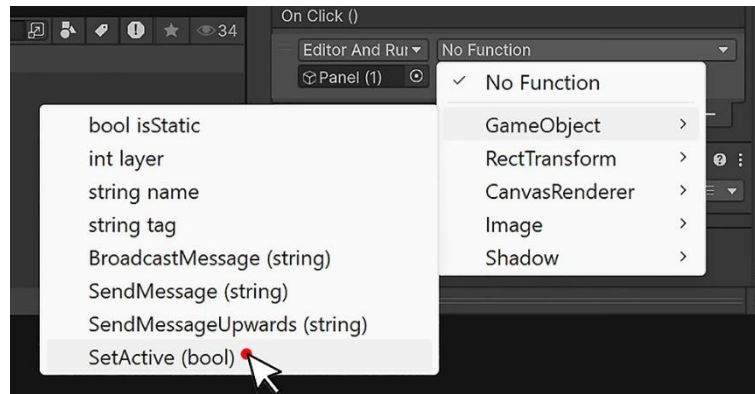 34
On Click ()
Editor And Rur
No Function
Panel (1)
No Function
GameObject
RectTransform
CanvasRenderer
Image
Shadow
bool isStatic
int layer
string name
string tag
BroadcastMessage (string)
SendMessage (string)
SendMessageUpwards (string)
SetActive (bool)